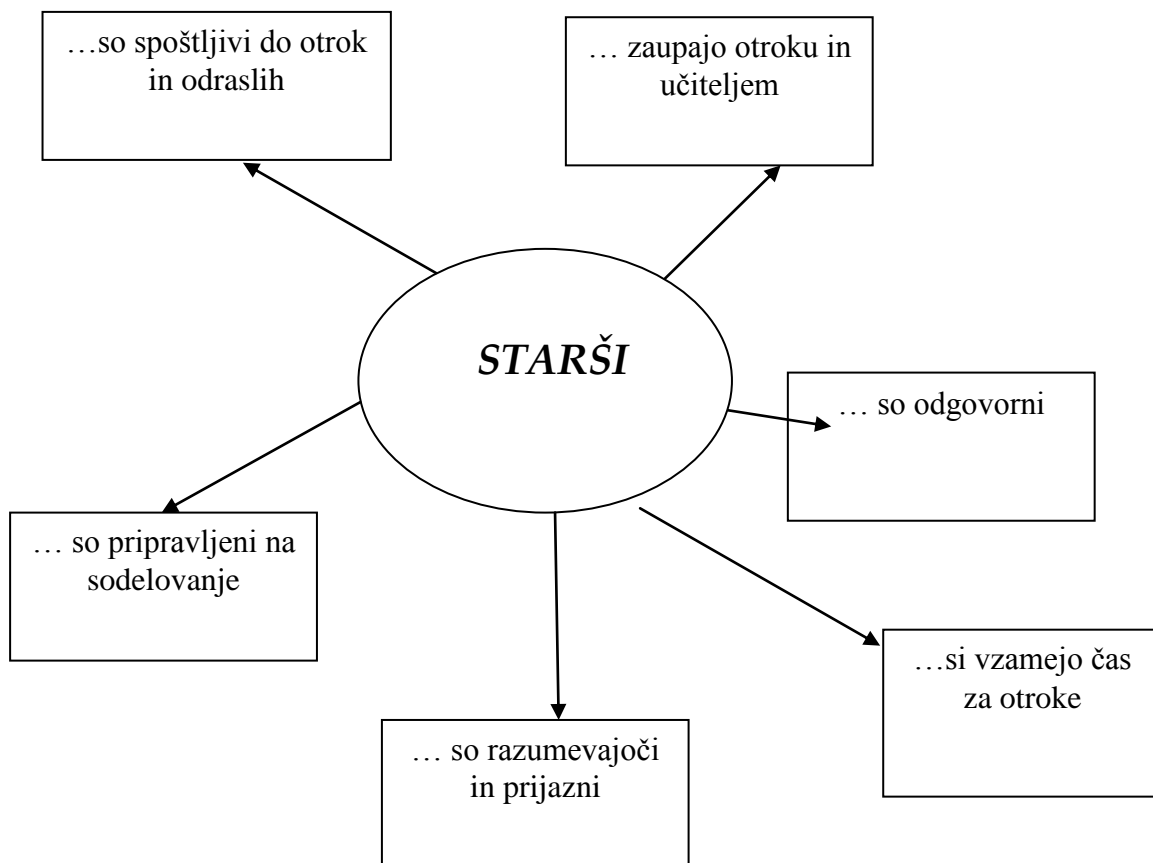 …so spoštljivi do otrok
in odraslih
… zaupajo otroku in
učiteljem
STARŠI
… so odgovorni
… so pripravljeni na
sodelovanje
…si vzamejo čas
za otroke
… so razumevajoči
in prijazni